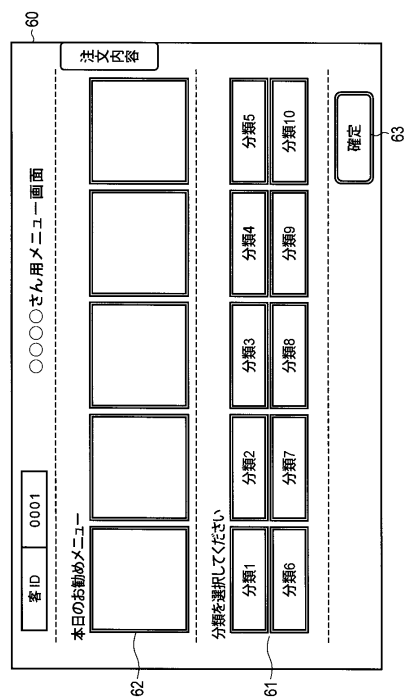 60
客ID 0001
○○○○さん用メニュー画面
注文内容
本日のお勧めメニュー
62
分類を選択してください
分類1 分類2 分類3 分類4 分類5
分類6 分類7 分類8 分類9 分類10
61
確定
63